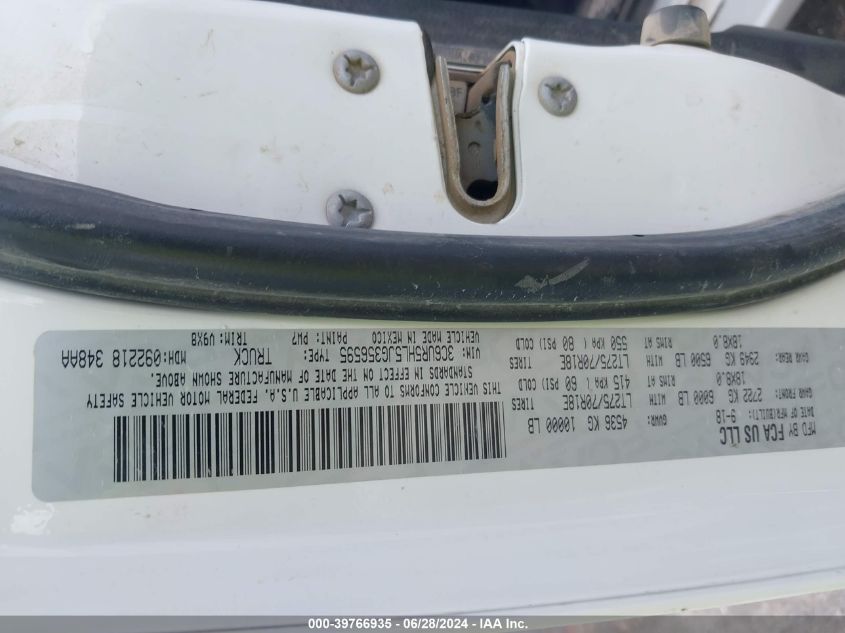 MFD BY FCA US LLC
DATE OF MFR(BUILT): 9-18
GVWR: 4536 KG 10000 LB
GAWR FRONT: 2722 KG 6000 LB WITH LT275/70R18E TIRES
18X8.0 RIMS AT 415 KPA ( 60 PSI) COLD
GAWR REAR: 2949 KG 6500 LB WITH LT275/70R18E TIRES
18X8.0 RIMS AT 550 KPA ( 80 PSI) COLD
THIS VEHICLE CONFORMS TO ALL APPLICABLE U.S.A. FEDERAL MOTOR VEHICLE SAFETY
STANDARDS IN EFFECT ON THE DATE OF MANUFACTURE SHOWN ABOVE.
VIN: 3C6UR5HL5JG356595 TYPE: TRUCK MDH:092218 348AA
VEHICLE MADE IN MEXICO PAINT: PW7 TRIM: V9X8
000-39766935 - 06/28/2024 - IAA Inc.